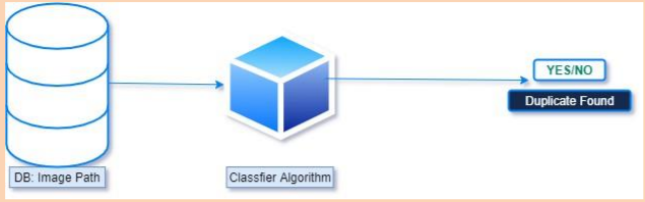 YES/NO
Duplicate Found
DB: Image Path
Classfier Algorithm